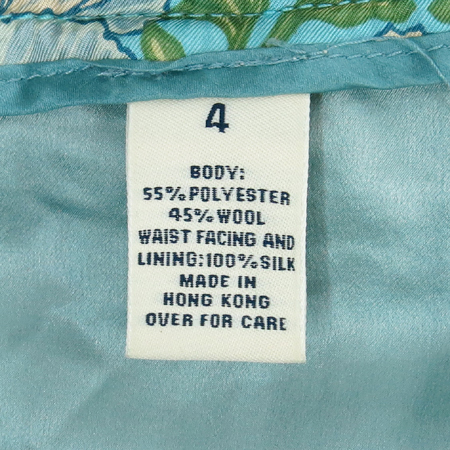 4
BODY:
55% POLYESTER
45% WOOL
WAIST FACING AND
LINING:100% SILK
MADE IN
HONG KONG
OVER FOR CARE